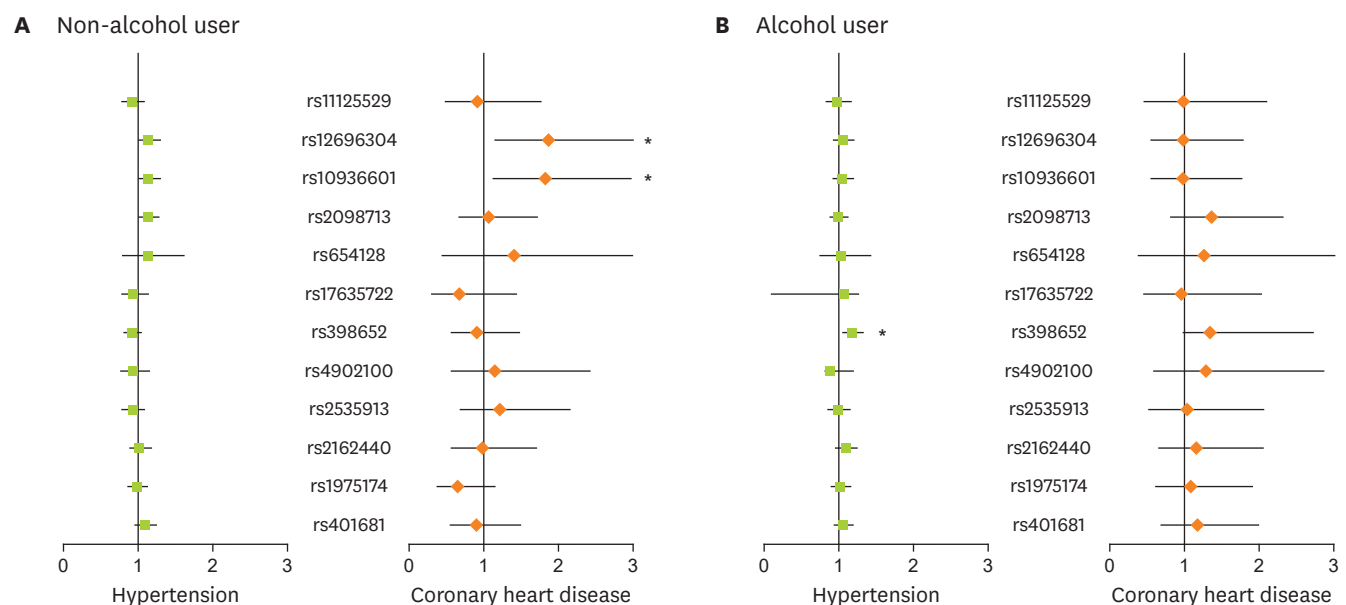 A Non-alcohol user
rs11125529
rs12696304 *
rs10936601 *
rs2098713
rs654128
rs17635722
rs398652
rs4902100
rs2535913
rs2162440
rs1975174
rs401681
0 1 2 3
Hypertension
0 1 2 3
Coronary heart disease
B Alcohol user
rs11125529
rs12696304
rs10936601
rs2098713
rs654128
rs17635722
* rs398652
rs4902100
rs2535913
rs2162440
rs1975174
rs401681
0 1 2 3
Hypertension
0 1 2 3
Coronary heart disease